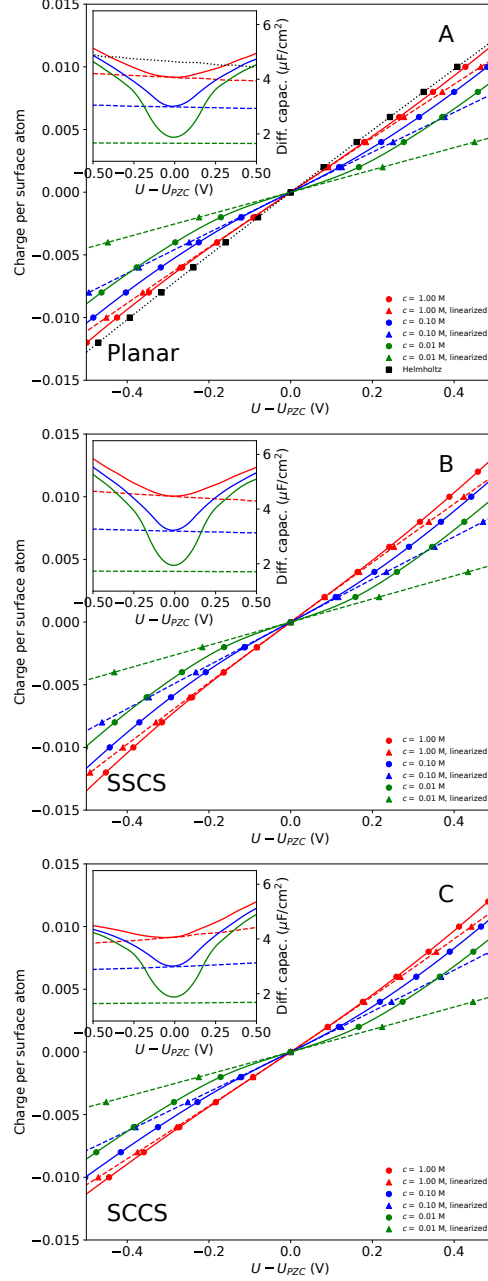 A
0.015
0.010
0.005
0.000
−0.005
−0.010
−0.015
Charge per surface atom
6
4
2
Diff. capac. (μF/cm²)
−0.50 −0.25 0.00 0.25 0.50
U − U_PZC (V)
Planar
c = 1.00 M
c = 1.00 M, linearized
c = 0.10 M
c = 0.10 M, linearized
c = 0.01 M
c = 0.01 M, linearized
Helmholtz
−0.4 −0.2 0.0 0.2 0.4
U − U_PZC (V)
B
0.015
0.010
0.005
0.000
−0.005
−0.010
−0.015
Charge per surface atom
6
4
2
Diff. capac. (μF/cm²)
−0.50 −0.25 0.00 0.25 0.50
U − U_PZC (V)
SSCS
c = 1.00 M
c = 1.00 M, linearized
c = 0.10 M
c = 0.10 M, linearized
c = 0.01 M
c = 0.01 M, linearized
−0.4 −0.2 0.0 0.2 0.4
U − U_PZC (V)
C
0.015
0.010
0.005
0.000
−0.005
−0.010
−0.015
Charge per surface atom
6
4
2
Diff. capac. (μF/cm²)
−0.50 −0.25 0.00 0.25 0.50
U − U_PZC (V)
SCCS
c = 1.00 M
c = 1.00 M, linearized
c = 0.10 M
c = 0.10 M, linearized
c = 0.01 M
c = 0.01 M, linearized
−0.4 −0.2 0.0 0.2 0.4
U − U_PZC (V)